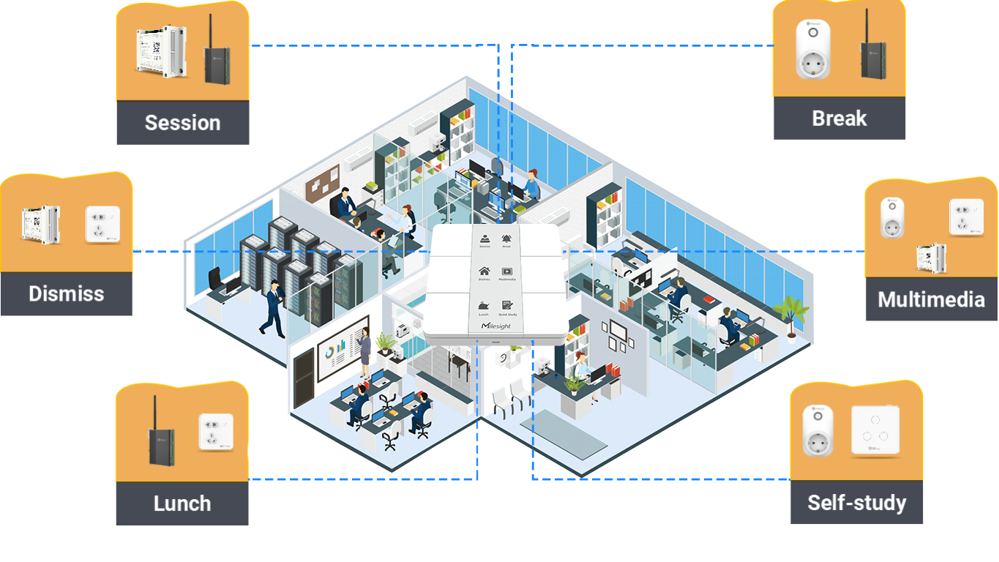 Session
Break
Dismiss
Multimedia
Session
Break
Dismiss
Multimedia
Lunch
Quiet Study
Milesight
Lunch
Self-study